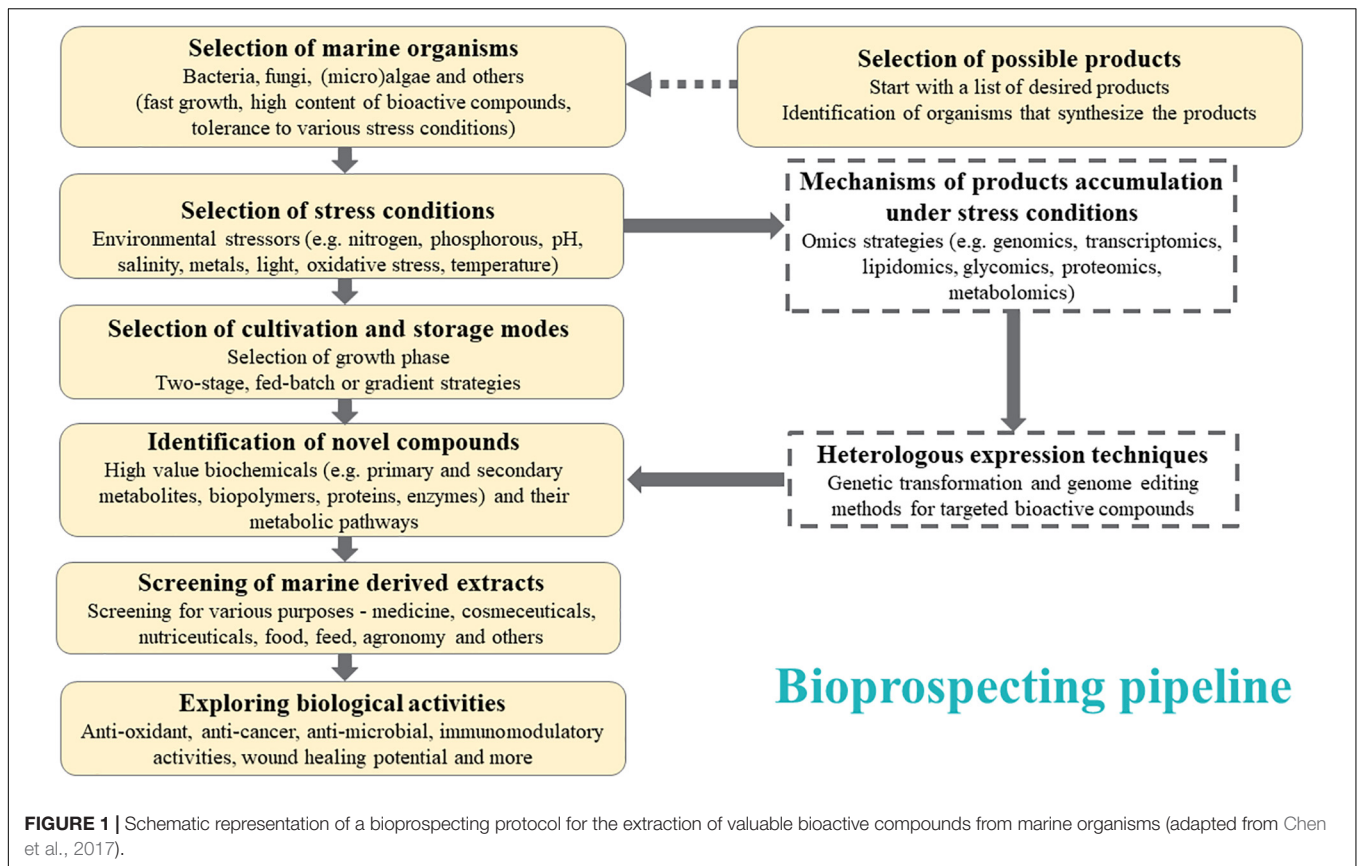 Selection of marine organisms
Bacteria, fungi, (micro)algae and others
(fast growth, high content of bioactive compounds,
tolerance to various stress conditions)
Selection of possible products
Start with a list of desired products
Identification of organisms that synthesize the products
Selection of stress conditions
Environmental stressors (e.g. nitrogen, phosphorous, pH,
salinity, metals, light, oxidative stress, temperature)
Mechanisms of products accumulation
under stress conditions
Omics strategies (e.g. genomics, transcriptomics,
lipidomics, glycomics, proteomics,
metabolomics)
Selection of cultivation and storage modes
Selection of growth phase
Two-stage, fed-batch or gradient strategies
Identification of novel compounds
High value biochemicals (e.g. primary and secondary
metabolites, biopolymers, proteins, enzymes) and their
metabolic pathways
Heterologous expression techniques
Genetic transformation and genome editing
methods for targeted bioactive compounds
Screening of marine derived extracts
Screening for various purposes - medicine, cosmeceuticals,
nutriceuticals, food, feed, agronomy and others
Exploring biological activities
Anti-oxidant, anti-cancer, anti-microbial, immunomodulatory
activities, wound healing potential and more
Bioprospecting pipeline
FIGURE 1 | Schematic representation of a bioprospecting protocol for the extraction of valuable bioactive compounds from marine organisms (adapted from Chen
et al., 2017).